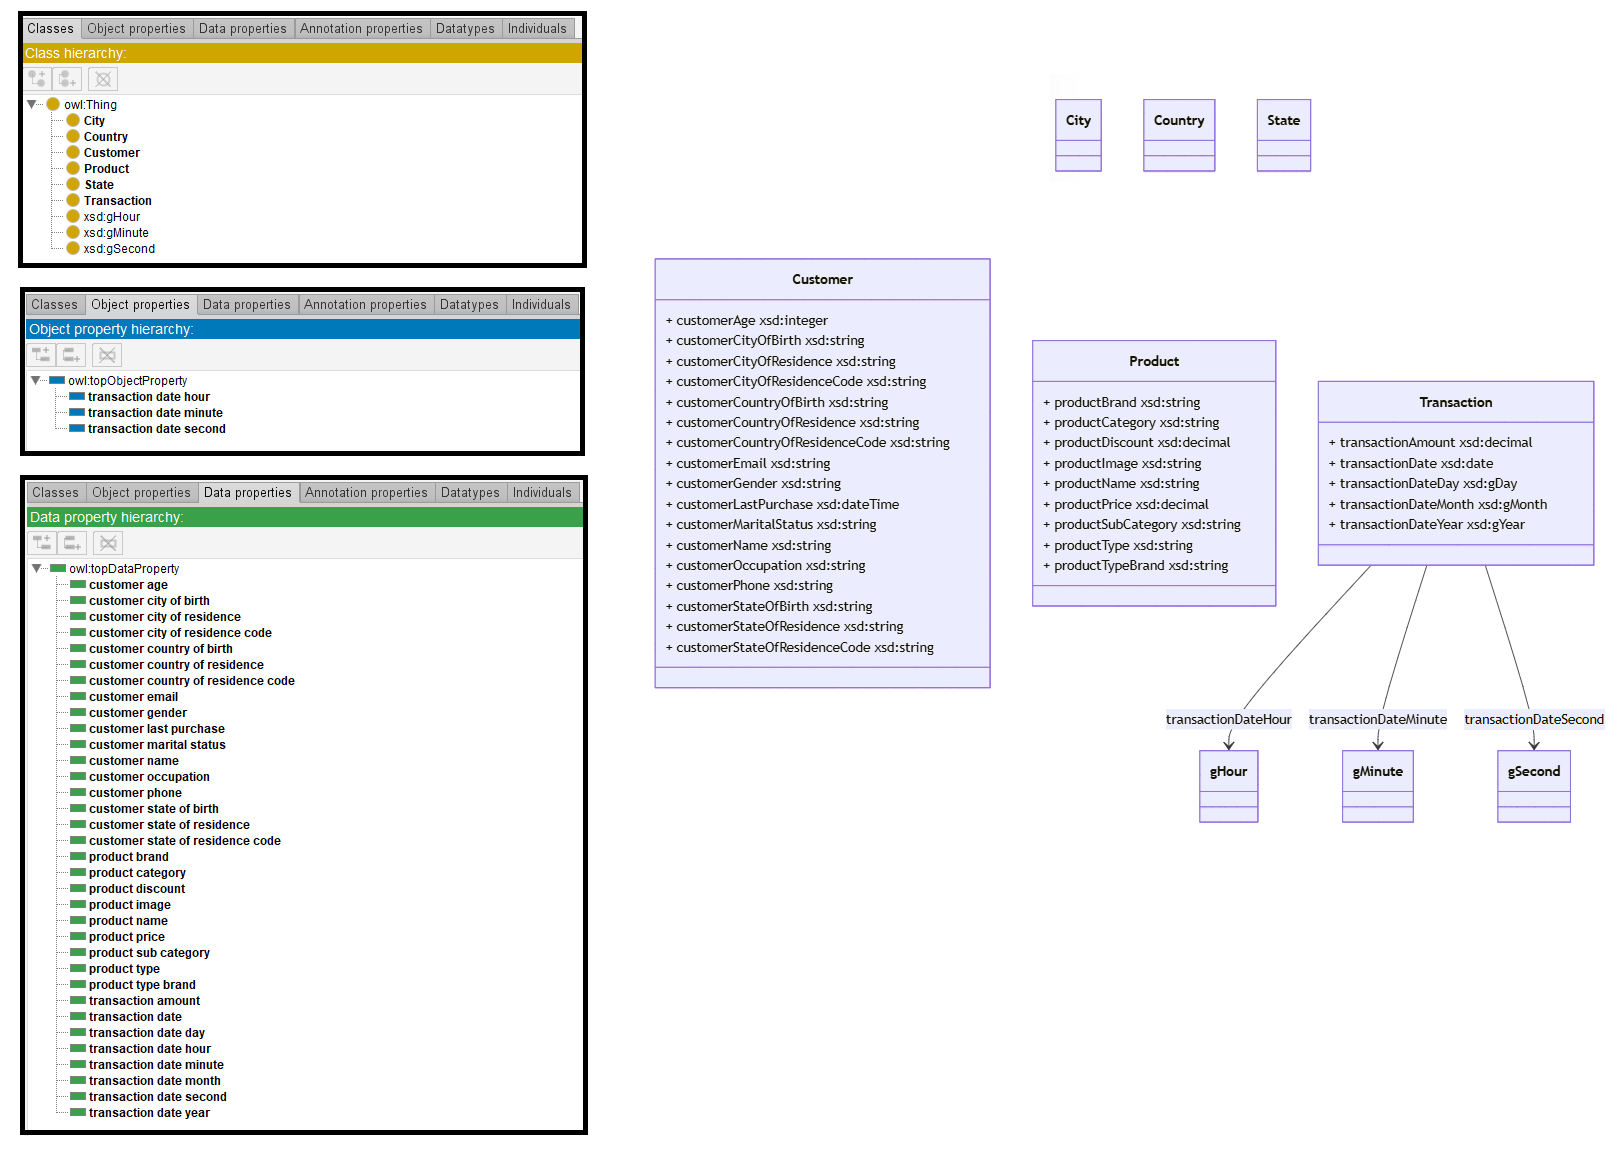 Classes Object properties Data properties Annotation properties Datatypes Individuals
Class hierarchy:
owl:Thing
City
Country
Customer
Product
State
Transaction
xsd:gHour
xsd:gMinute
xsd:gSecond
Classes Object properties Data properties Annotation properties Datatypes Individuals
Object property hierarchy:
owl:topObjectProperty
transaction date hour
transaction date minute
transaction date second
Classes Object properties Data properties Annotation properties Datatypes Individuals
Data property hierarchy:
owl:topDataProperty
customer age
customer city of birth
customer city of residence
customer city of residence code
customer country of birth
customer country of residence
customer country of residence code
customer email
customer gender
customer last purchase
customer marital status
customer name
customer occupation
customer phone
customer state of birth
customer state of residence
customer state of residence code
product brand
product category
product discount
product image
product name
product price
product sub category
product type
product type brand
transaction amount
transaction date
transaction date day
transaction date hour
transaction date minute
transaction date month
transaction date second
transaction date year
City
Country
State
Customer
+ customerAge xsd:integer
+ customerCityOfBirth xsd:string
+ customerCityOfResidence xsd:string
+ customerCityOfResidenceCode xsd:string
+ customerCountryOfBirth xsd:string
+ customerCountryOfResidence xsd:string
+ customerCountryOfResidenceCode xsd:string
+ customerEmail xsd:string
+ customerGender xsd:string
+ customerLastPurchase xsd:dateTime
+ customerMaritalStatus xsd:string
+ customerName xsd:string
+ customerOccupation xsd:string
+ customerPhone xsd:string
+ customerStateOfBirth xsd:string
+ customerStateOfResidence xsd:string
+ customerStateOfResidenceCode xsd:string
Product
+ productBrand xsd:string
+ productCategory xsd:string
+ productDiscount xsd:decimal
+ productImage xsd:string
+ productName xsd:string
+ productPrice xsd:decimal
+ productSubCategory xsd:string
+ productType xsd:string
+ productTypeBrand xsd:string
Transaction
+ transactionAmount xsd:decimal
+ transactionDate xsd:date
+ transactionDateDay xsd:gDay
+ transactionDateMonth xsd:gMonth
+ transactionDateYear xsd:gYear
transactionDateHour
transactionDateMinute
transactionDateSecond
gHour
gMinute
gSecond